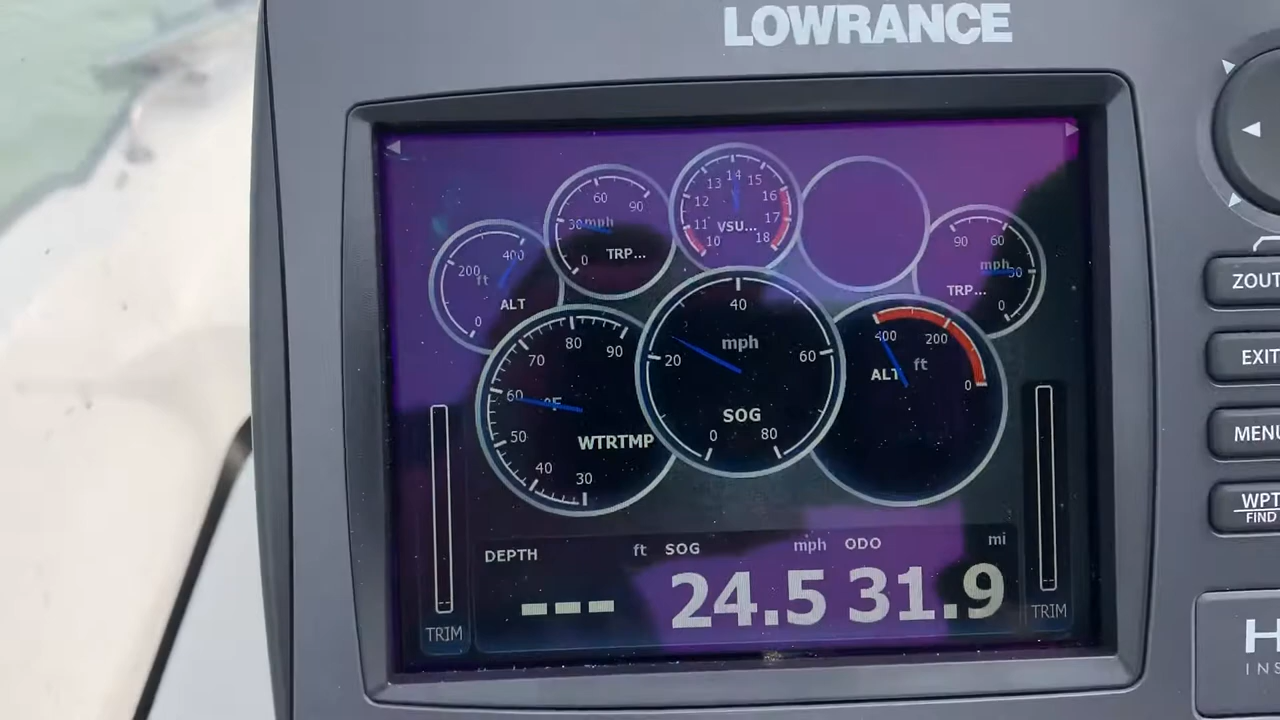 LOWRANCE
14
13 15
60 12 16
90
30 mph 11 17
VSU...
TRP... 10 18
0
400
200
ft
ALT
0
90 60
mph
30
TRP...
0
80
70 90
60 °F
50 WTRTMP
40
30
40
mph
20 60
SOG
0 80
400 200
ft
ALT
0
DEPTH ft SOG mph ODO mi
--- 24.5 31.9
TRIM TRIM
ZOUT
EXIT
MENU
WPT
FIND
H
INS